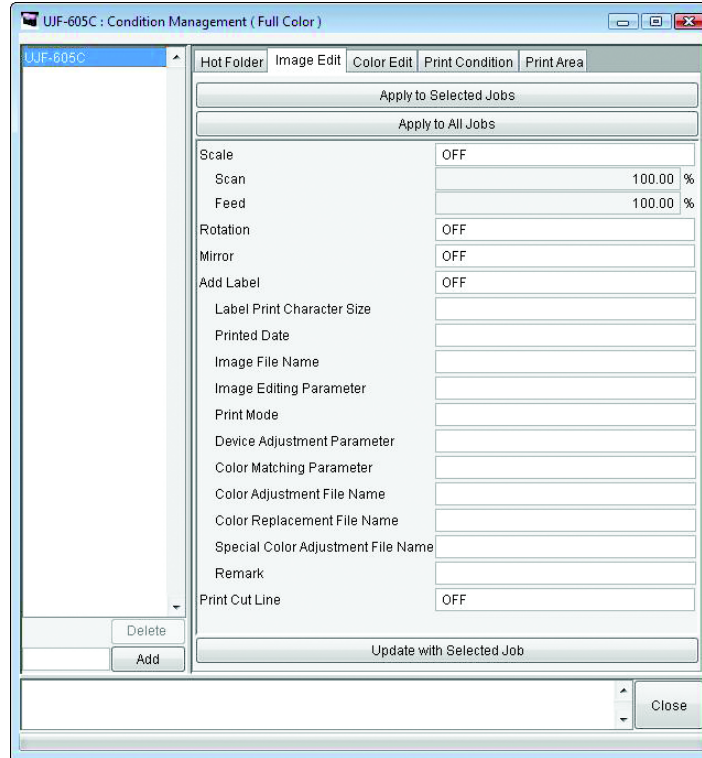 UJF-605C : Condition Management ( Full Color )
UJF-605C
Hot Folder Image Edit Color Edit Print Condition Print Area
Apply to Selected Jobs
Apply to All Jobs
Scale OFF
Scan 100.00 %
Feed 100.00 %
Rotation OFF
Mirror OFF
Add Label OFF
Label Print Character Size
Printed Date
Image File Name
Image Editing Parameter
Print Mode
Device Adjustment Parameter
Color Matching Parameter
Color Adjustment File Name
Color Replacement File Name
Special Color Adjustment File Name
Remark
Print Cut Line OFF
Delete
Add
Update with Selected Job
Close